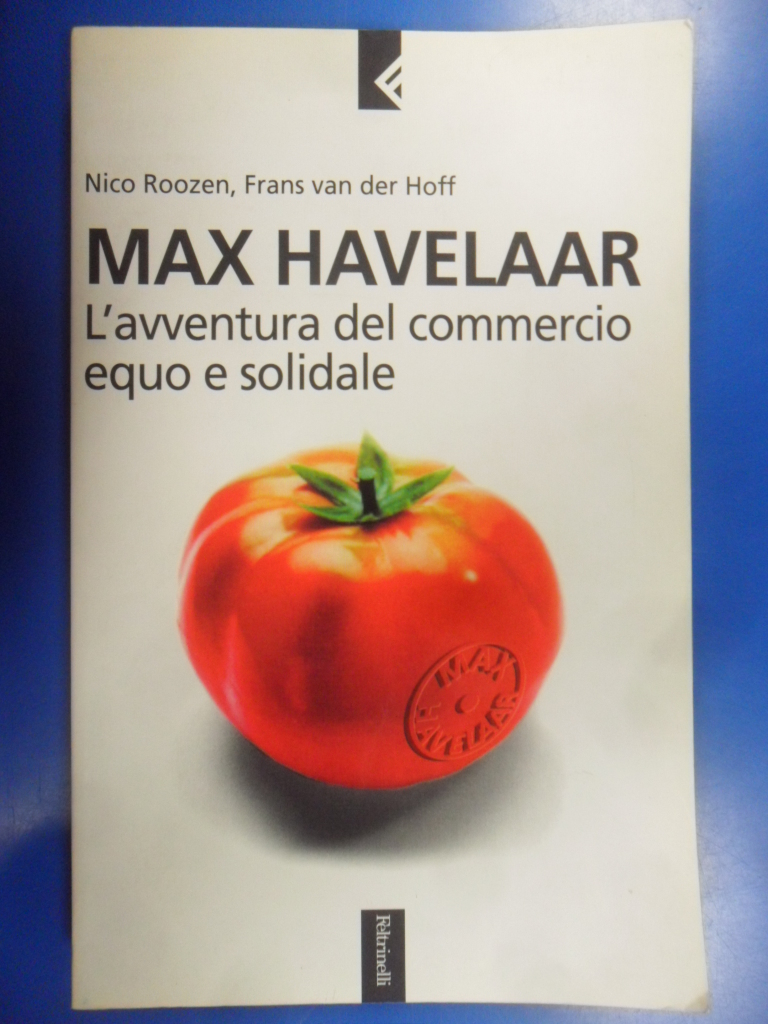 Nico Roozen, Frans van der Hoff
MAX HAVELAAR
L'avventura del commercio
equo e solidale
MAX
HAVELAAR
Feltrinelli